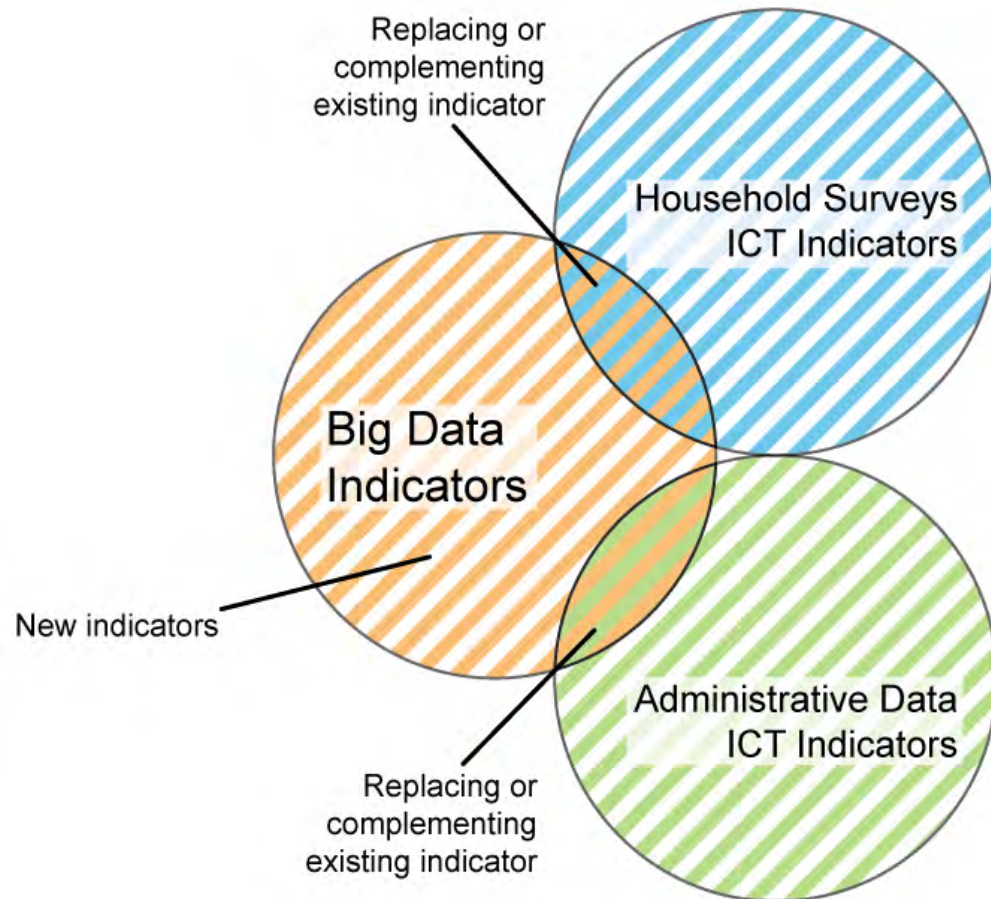 Replacing or
complementing
existing indicator
Household Surveys
ICT Indicators
Big Data
Indicators
New indicators
Administrative Data
ICT Indicators
Replacing or
complementing
existing indicator